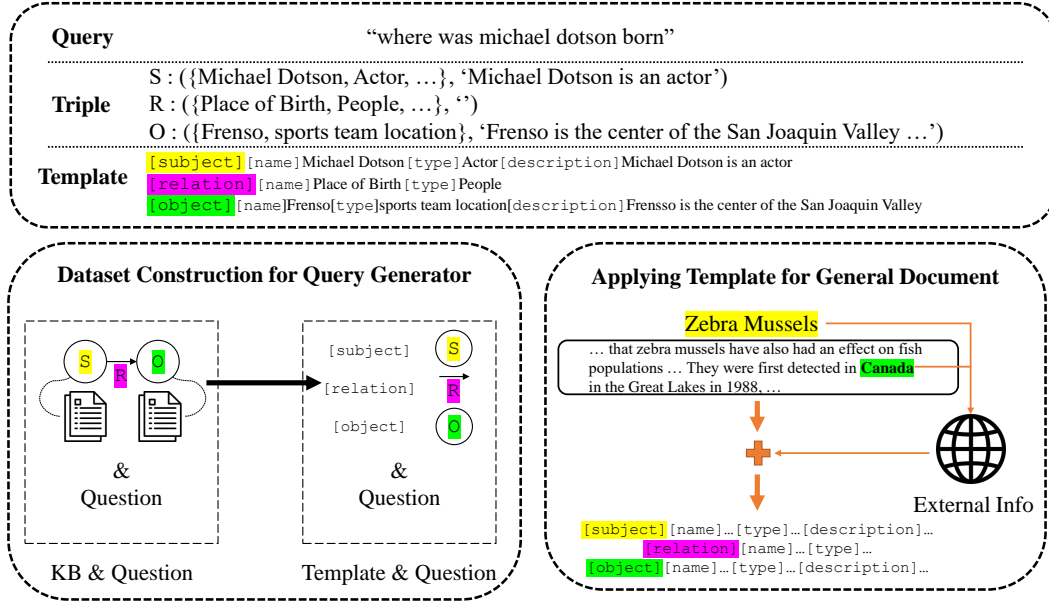 Query “where was michael dotson born”
S : ({Michael Dotson, Actor, …}, ‘Michael Dotson is an actor’)
Triple R : ({Place of Birth, People, …}, ‘’)
O : ({Frenso, sports team location}, ‘Frenso is the center of the San Joaquin Valley …’)
[subject][name]Michael Dotson[type]Actor[description]Michael Dotson is an actor
Template [relation][name]Place of Birth[type]People
[object][name]Frenso[type]sports team location[description]Frensso is the center of the San Joaquin Valley
Dataset Construction for Query Generator
S O
R
&
Question
KB & Question
[subject] S
[relation] R
[object] O
&
Question
Template & Question
Applying Template for General Document
Zebra Mussels
… that zebra mussels have also had an effect on fish
populations … They were first detected in Canada
in the Great Lakes in 1988, …
External Info
[subject][name]…[type]…[description]…
[relation][name]…[type]…
[object][name]…[type]…[description]…